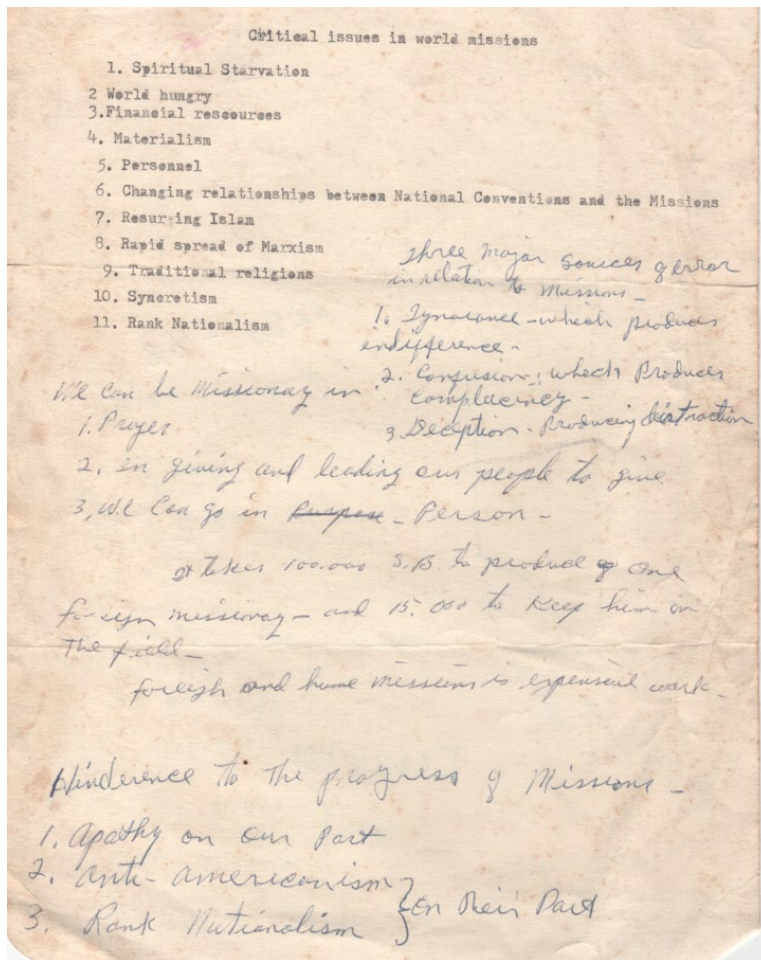 Critical issues in world missions
1. Spiritual Starvation
2 World hungry
3.Financial rescources
4. Materialism
5. Personnel
6. Changing relationships between National Conventions and the Missions
7. Resurging Islam
8. Rapid spread of Marxism
9. Traditional religions
10. Syncretism
11. Rank Nationalism
Three Major Sources of error
in relation to Missions -
1. Ignorance - which produces
indifference -
2. Confusion: which Produces
complacency -
3 Deception - Producing distraction
We can be Missionary in
1. Prayer
2. in giving and leading our people to give
3, We Can go in Purpose - Person -
It takes 100.000 S.B. to produce one
foreign missionary - and 15.000 to Keep him on
The field -
foreign and home missions is expensive work -
Hinderence to the progress of Missions -
1. Apathy on Our Part
2. Anti-americanism
3. Rank Nationalism
on their Part